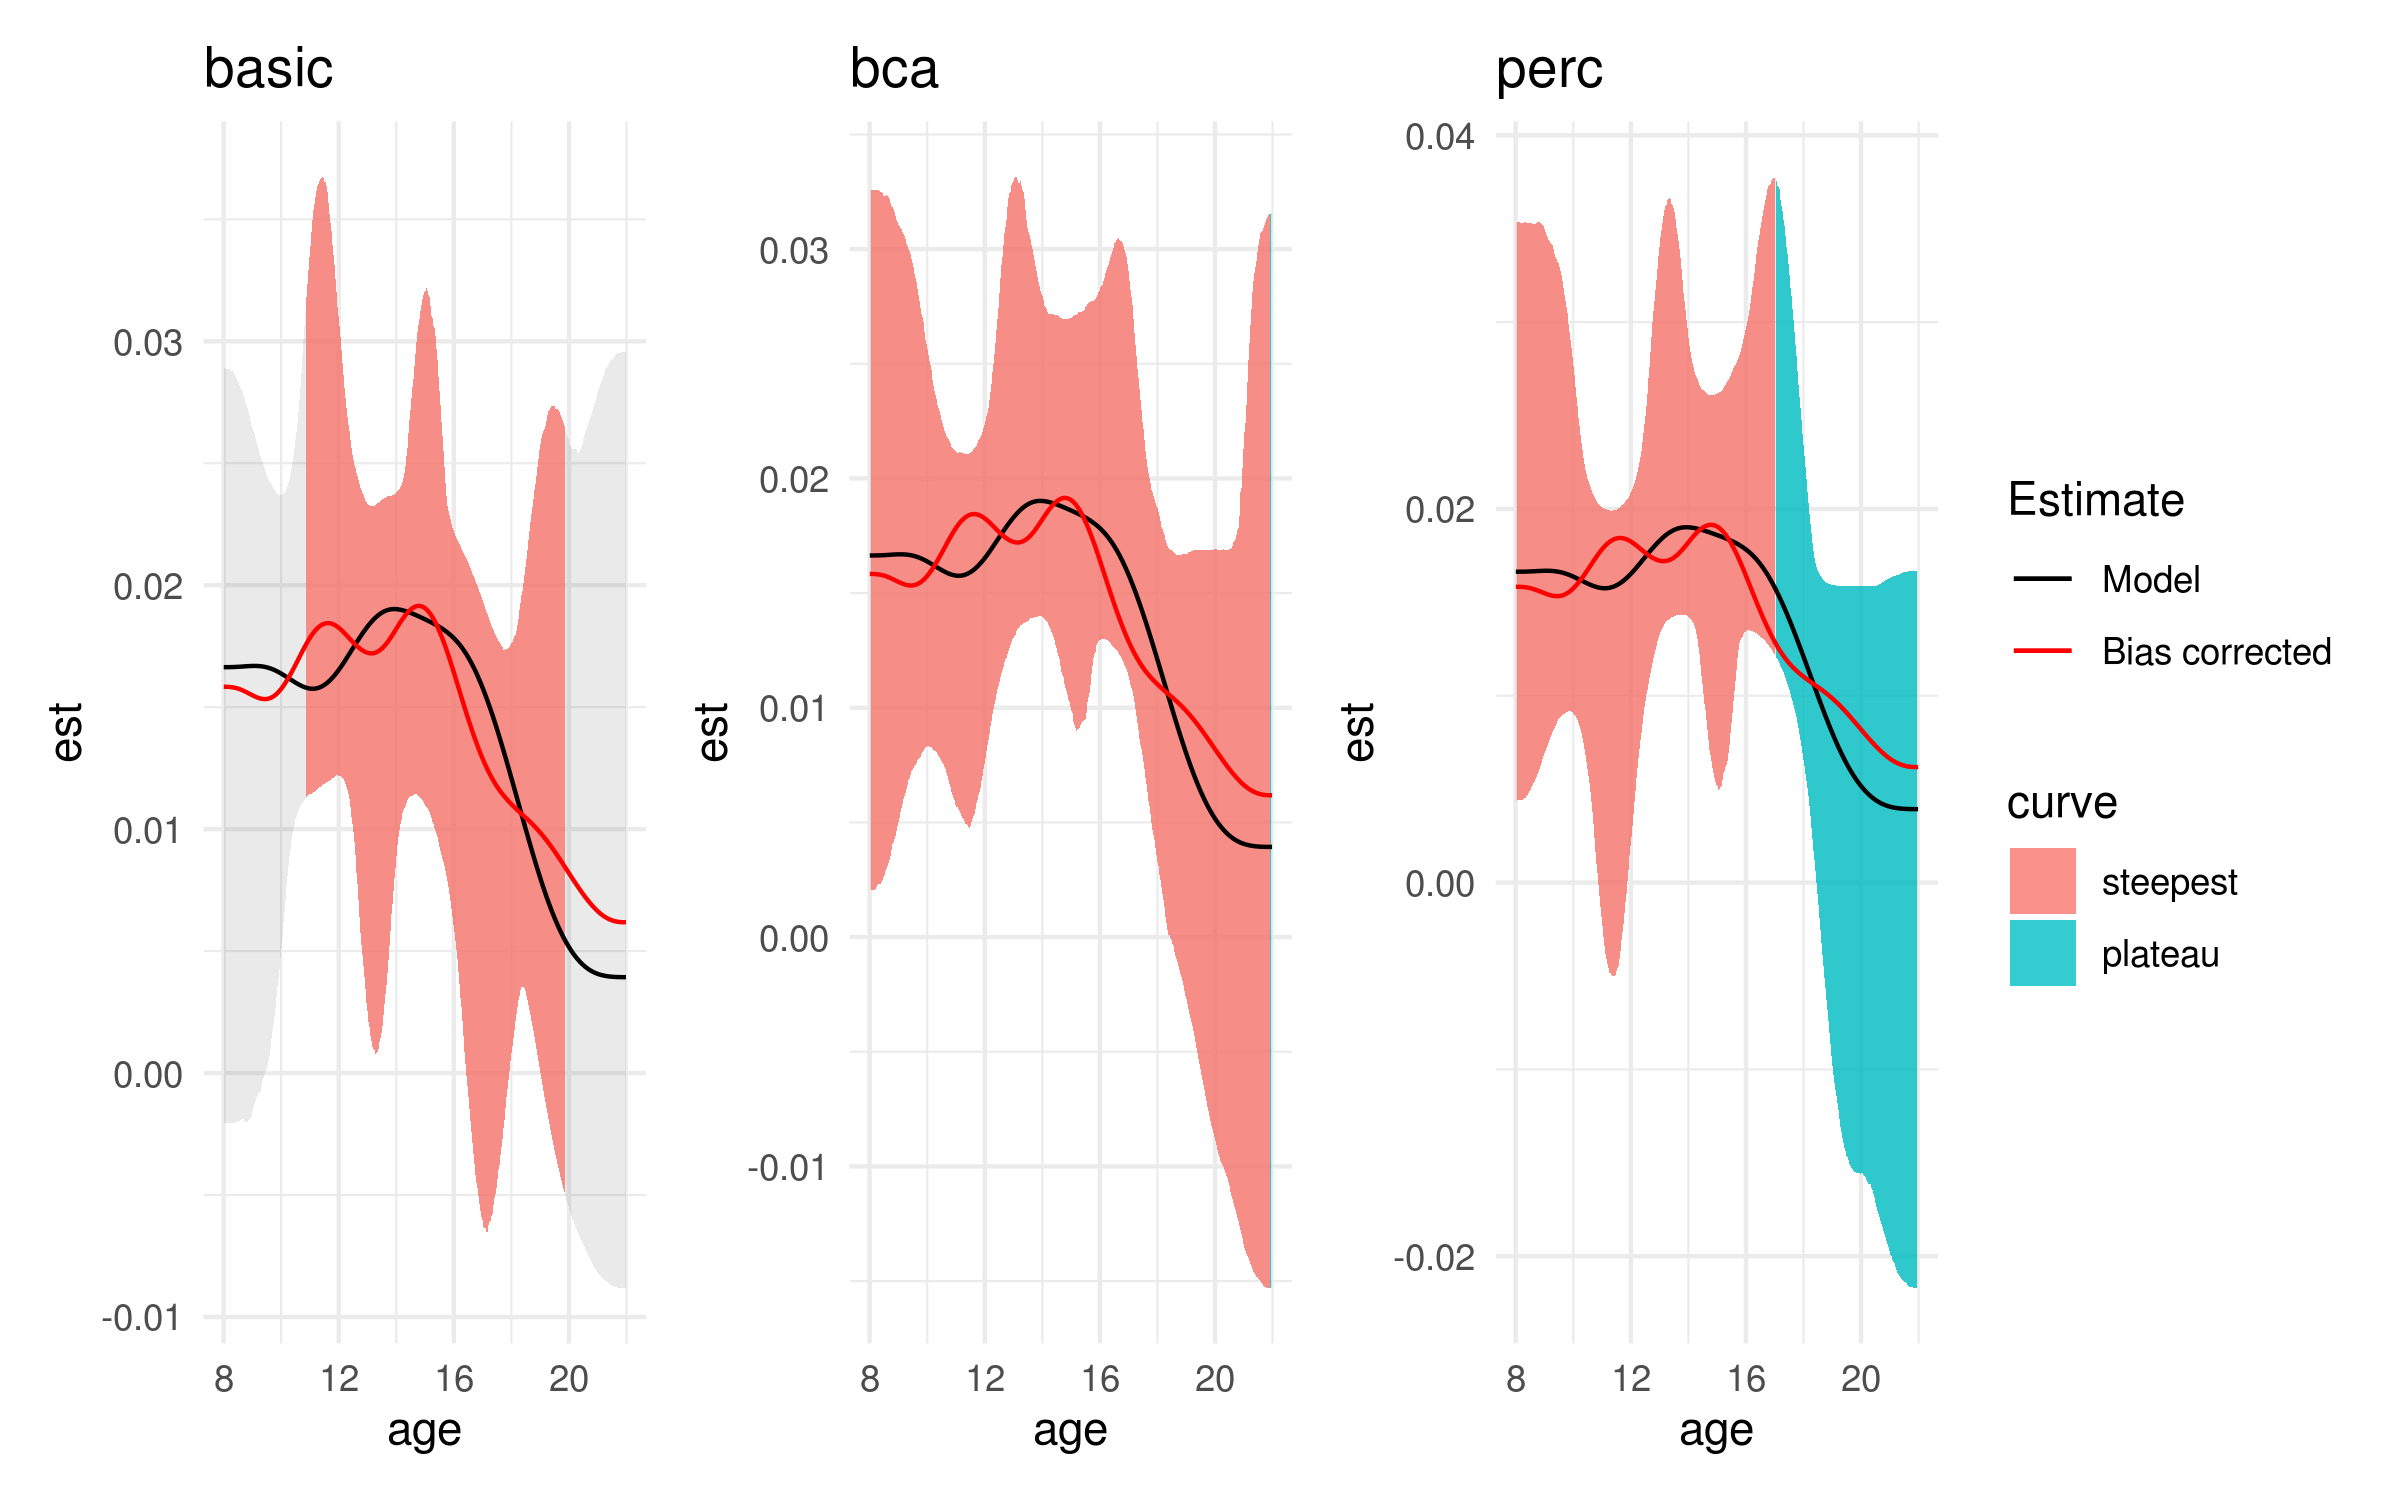 basic
est
0.03
0.02
0.01
0.00
-0.01
8 12 16 20
age
bca
est
0.03
0.02
0.01
0.00
-0.01
8 12 16 20
age
perc
est
0.04
0.02
0.00
-0.02
8 12 16 20
age
Estimate
Model
Bias corrected
curve
steepest
plateau